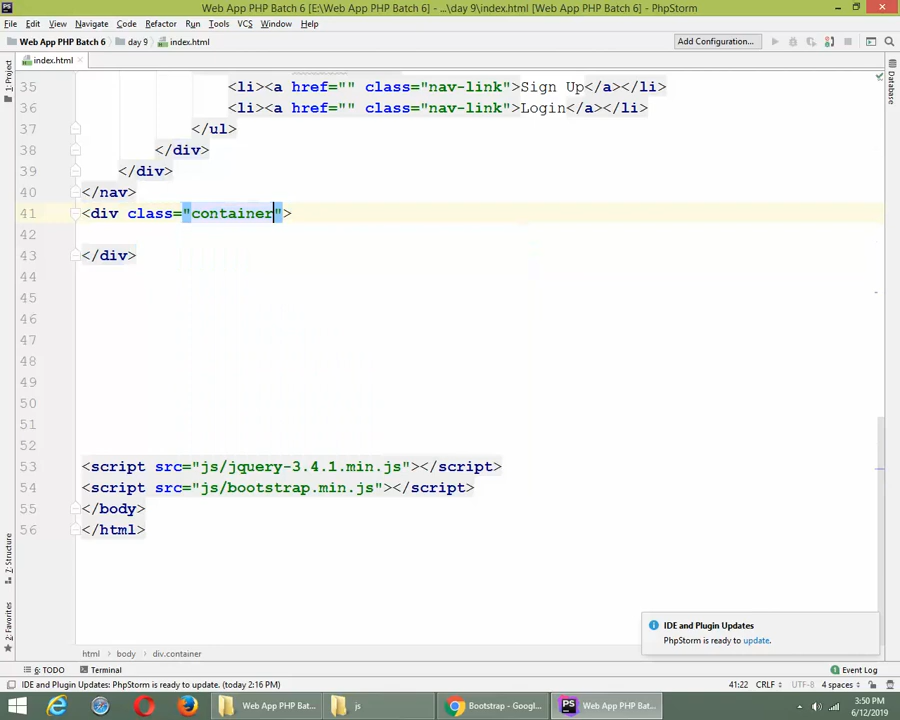 Web App PHP Batch 6 [E:\Web App PHP Batch 6] - ...\day 9\index.html [Web App PHP Batch 6] - PhpStorm
File Edit View Navigate Code Refactor Run Tools VCS Window Help
Web App PHP Batch 6 day 9 index.html Add Configuration...
index.html
1: Project
Database
35 <li><a href="" class="nav-link">Sign Up</a></li>
36 <li><a href="" class="nav-link">Login</a></li>
37 </ul>
38 </div>
39 </div>
40 </nav>
41 <div class="container">
42
43 </div>
44
45
46
47
48
49
50
51
52
53 <script src="js/jquery-3.4.1.min.js"></script>
54 <script src="js/bootstrap.min.js"></script>
55 </body>
56 </html>
7: Structure
2: Favorites
IDE and Plugin Updates
PhpStorm is ready to update.
html body div.container
6: TODO Terminal Event Log
IDE and Plugin Updates: PhpStorm is ready to update. (today 2:16 PM) 41:22 CRLF UTF-8 4 spaces
Web App PHP Bat... js Bootstrap - Googl... Web App PHP Bat... 3:50 PM
6/12/2019